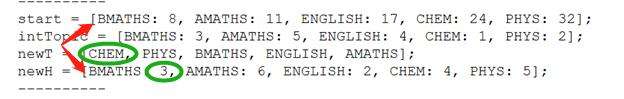 ----------
start = [BMATHS: 8, AMATHS: 11, ENGLISH: 17, CHEM: 24, PHYS: 32];
intTopic = [BMATHS: 3, AMATHS: 5, ENGLISH: 4, CHEM: 1, PHYS: 2];
newT = [CHEM, PHYS, BMATHS, ENGLISH, AMATHS];
newH = [BMATHS: 3, AMATHS: 6, ENGLISH: 2, CHEM: 4, PHYS: 5];
----------